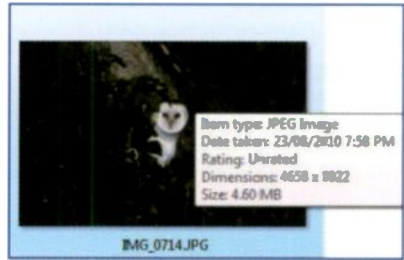 Item type: JPEG Image
Date taken: 23/08/2010 7:58 PM
Rating: Unrated
Dimensions: 4658 x
Size: 4.60 MB
IMG_0714.JPG